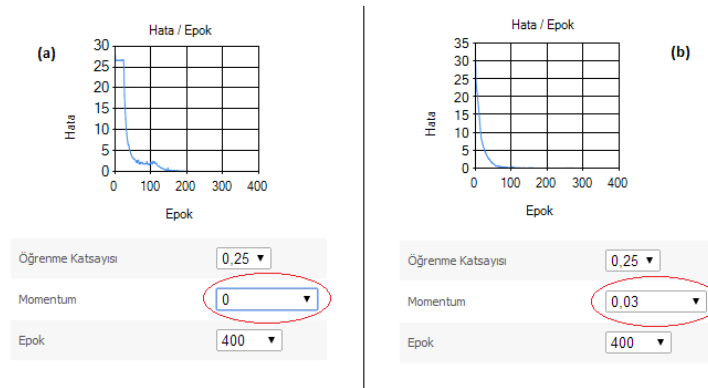 (a)
Hata / Epok
30
25
20
15
10
5
0
Hata
0 100 200 300 400
Epok
Öğrenme Katsayısı 0,25
Momentum 0
Epok 400
Hata / Epok
(b)
35
30
25
20
15
10
5
0
Hata
0 100 200 300 400
Epok
Öğrenme Katsayısı 0,25
Momentum 0,03
Epok 400